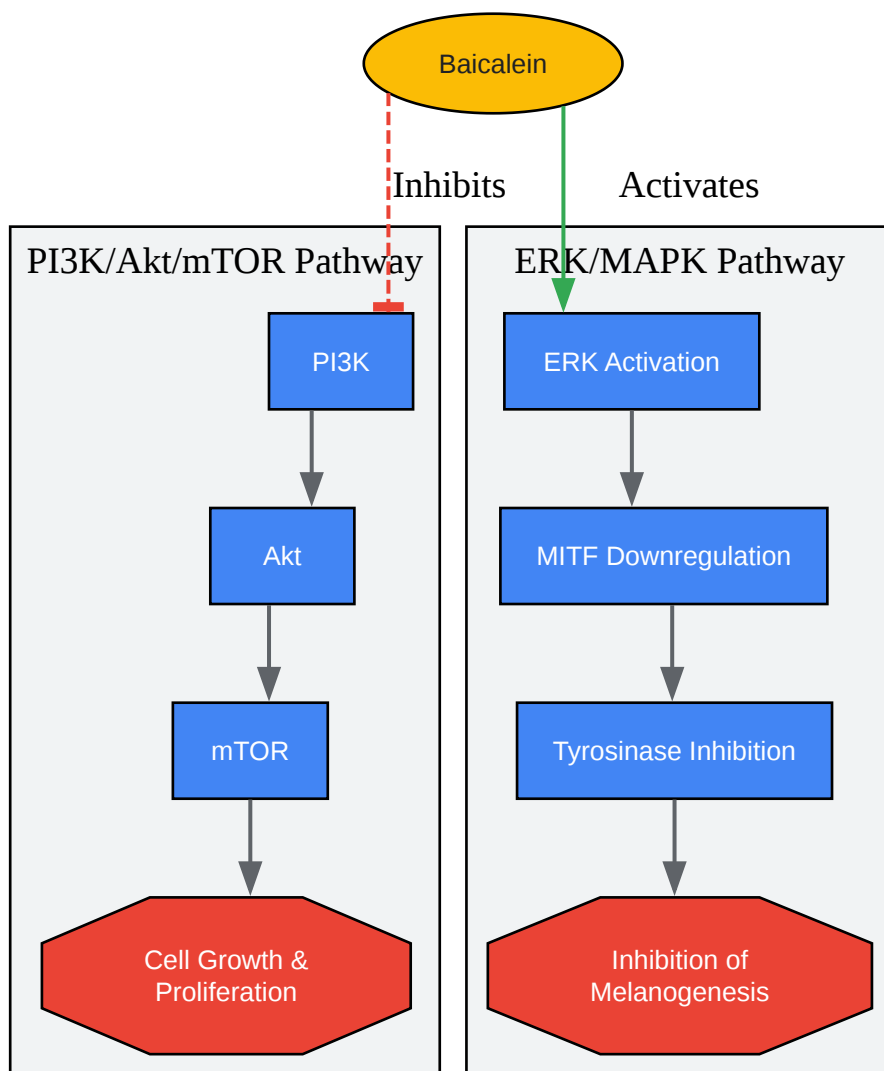 Baicalein
Inhibits
Activates
PI3K/Akt/mTOR Pathway
ERK/MAPK Pathway
PI3K
ERK Activation
Akt
MITF Downregulation
mTOR
Tyrosinase Inhibition
Cell Growth &
Proliferation
Inhibition of
Melanogenesis